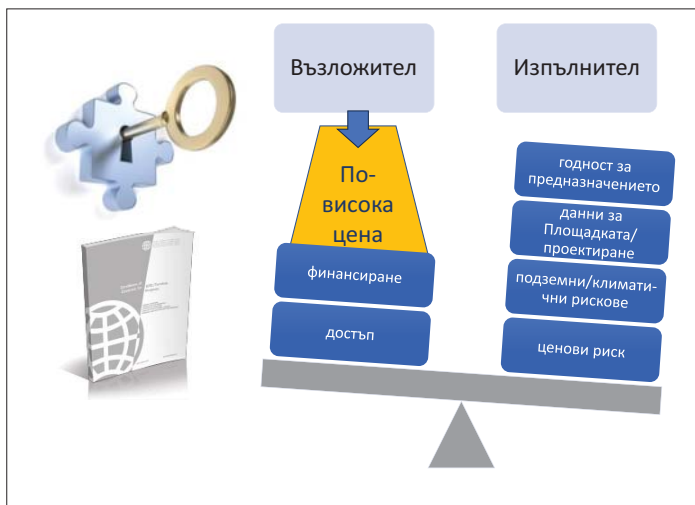 Възложител
Изпълнител
По-
висока
цена
финансиране
достъп
годност за
предназначението
данни за
Площадката/
проектиране
подземни/климати-
чни рискове
ценови риск